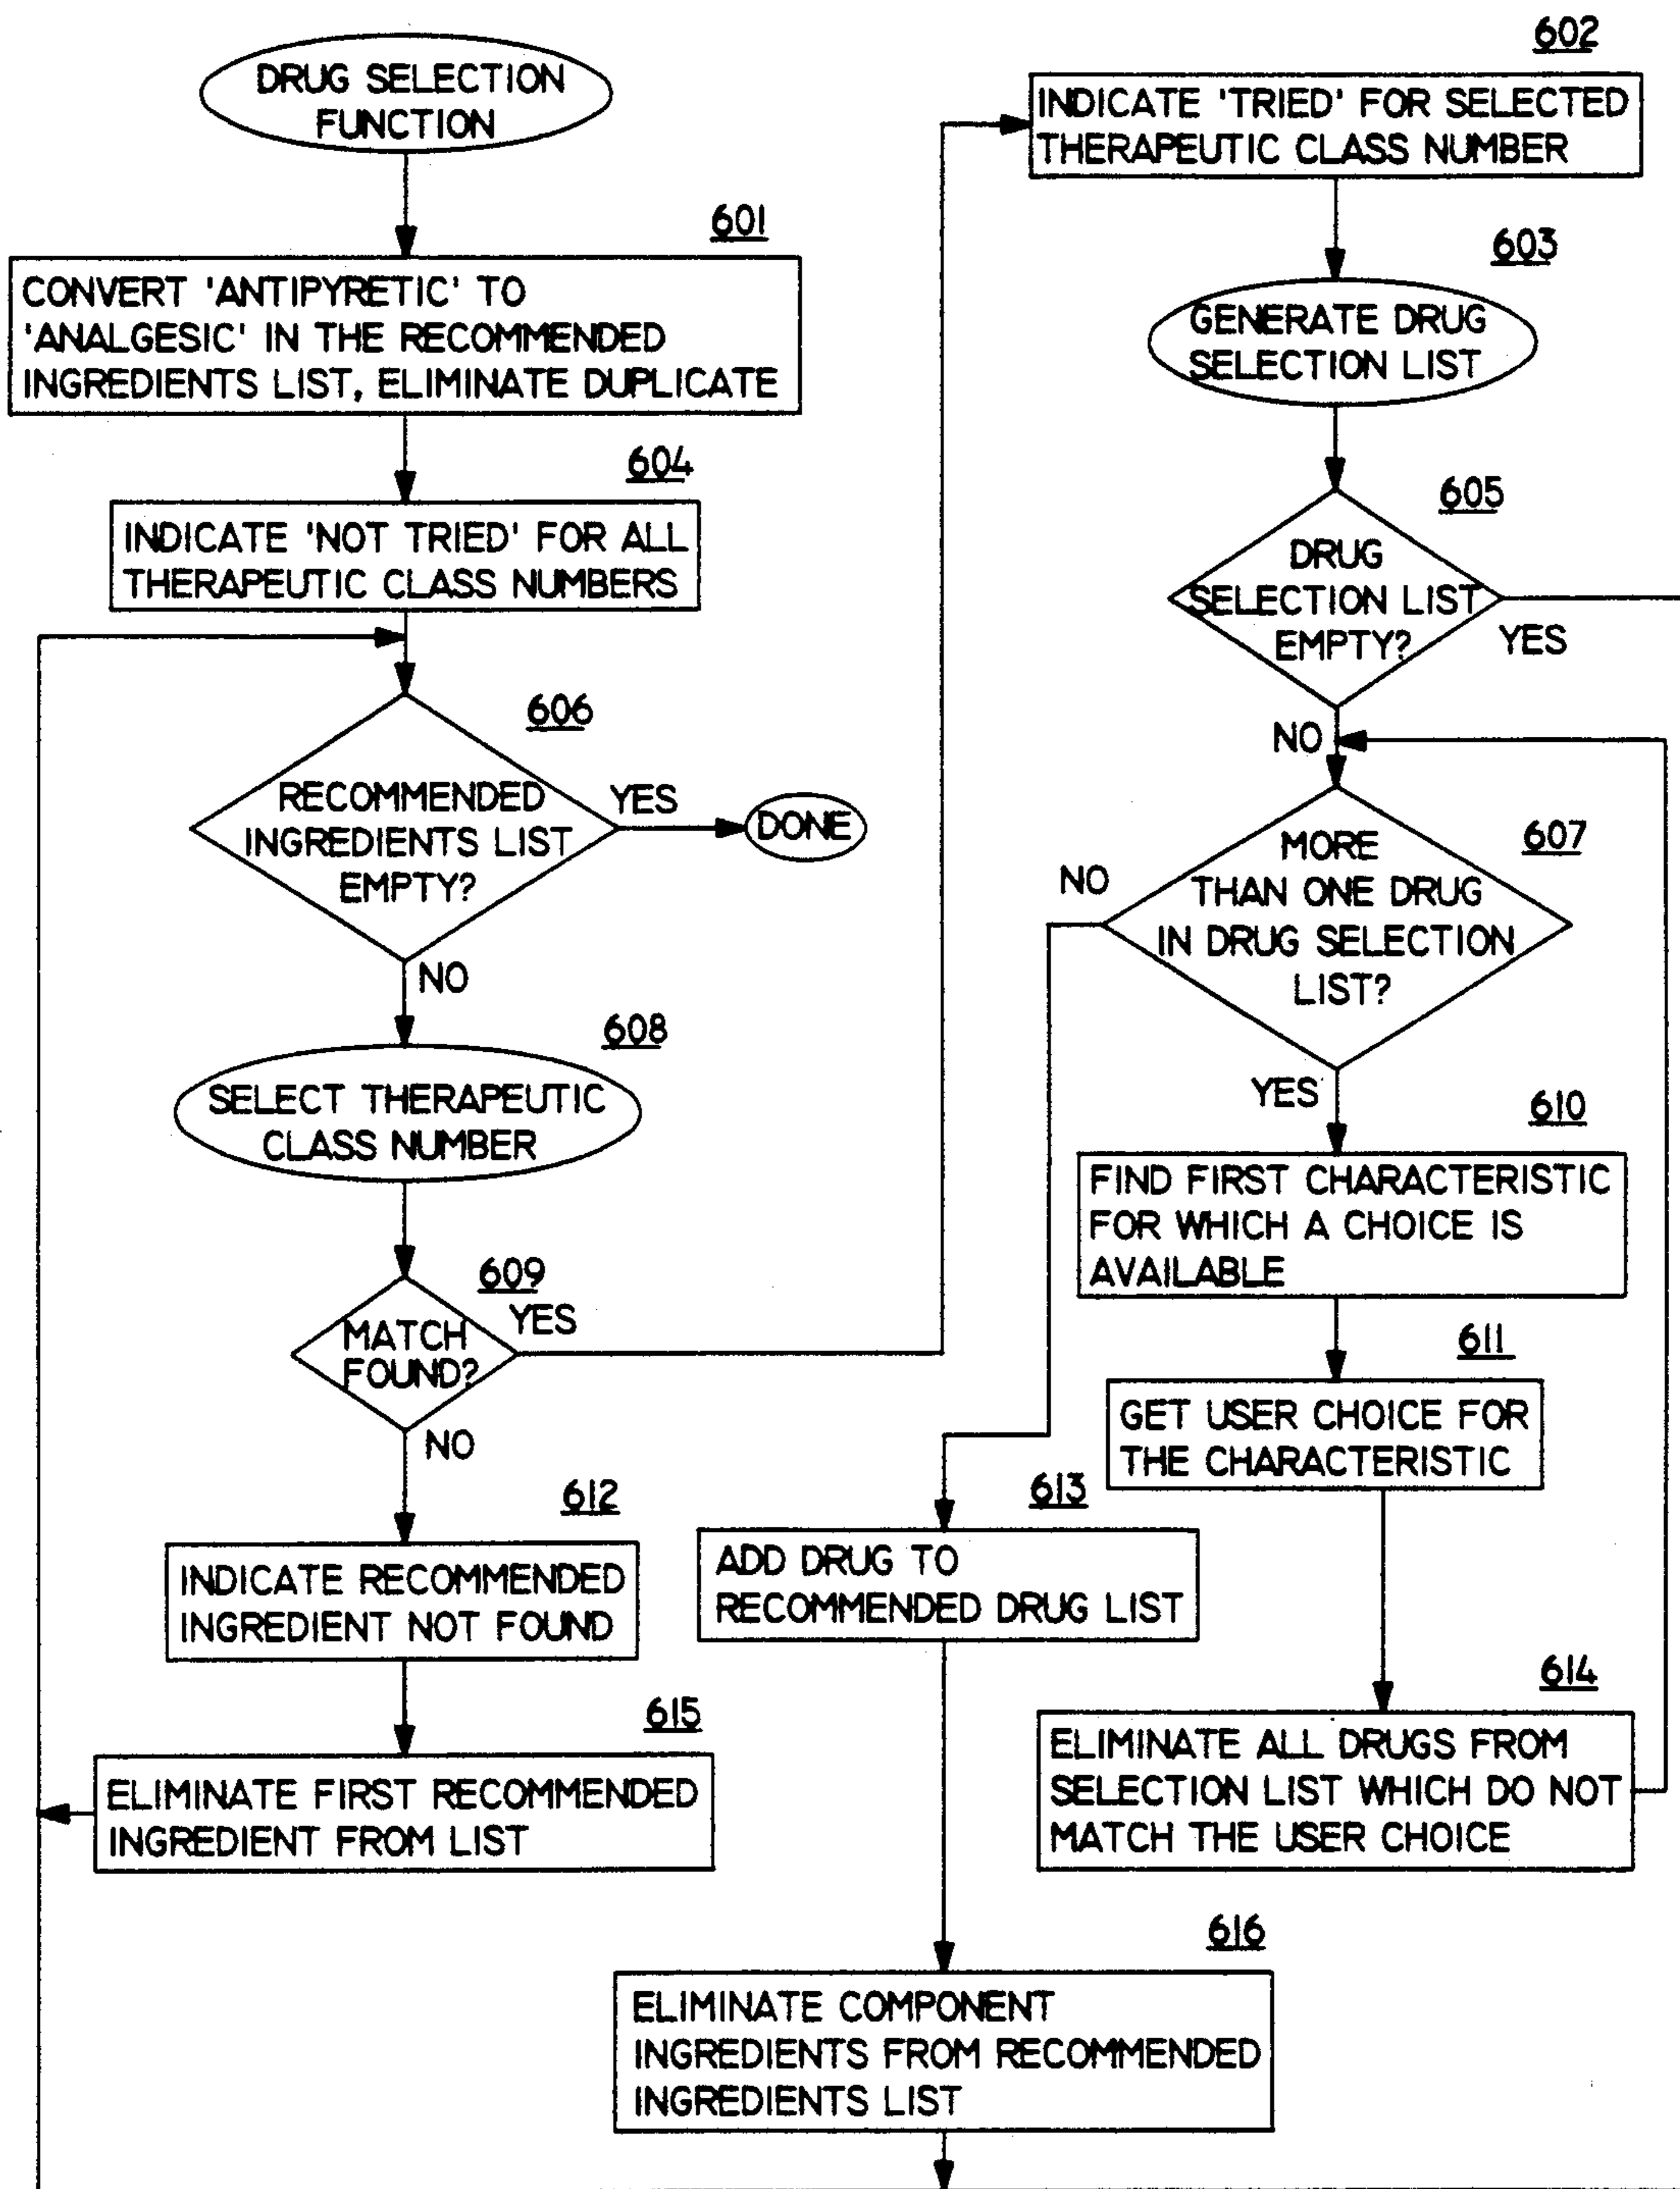 DRUG SELECTION
FUNCTION
601
CONVERT 'ANTIPYRETIC' TO
'ANALGESIC' IN THE RECOMMENDED
INGREDIENTS LIST, ELIMINATE DUPLICATE
604
INDICATE 'NOT TRIED' FOR ALL
THERAPEUTIC CLASS NUMBERS
606
RECOMMENDED
INGREDIENTS LIST
EMPTY?
YES
DONE
NO
608
SELECT THERAPEUTIC
CLASS NUMBER
609
MATCH
FOUND?
YES
NO
612
INDICATE RECOMMENDED
INGREDIENT NOT FOUND
615
ELIMINATE FIRST RECOMMENDED
INGREDIENT FROM LIST
602
INDICATE 'TRIED' FOR SELECTED
THERAPEUTIC CLASS NUMBER
603
GENERATE DRUG
SELECTION LIST
605
DRUG
SELECTION LIST
EMPTY?
YES
NO
607
MORE
THAN ONE DRUG
IN DRUG SELECTION
LIST?
NO
YES
610
FIND FIRST CHARACTERISTIC
FOR WHICH A CHOICE IS
AVAILABLE
611
GET USER CHOICE FOR
THE CHARACTERISTIC
614
ELIMINATE ALL DRUGS FROM
SELECTION LIST WHICH DO NOT
MATCH THE USER CHOICE
613
ADD DRUG TO
RECOMMENDED DRUG LIST
616
ELIMINATE COMPONENT
INGREDIENTS FROM RECOMMENDED
INGREDIENTS LIST